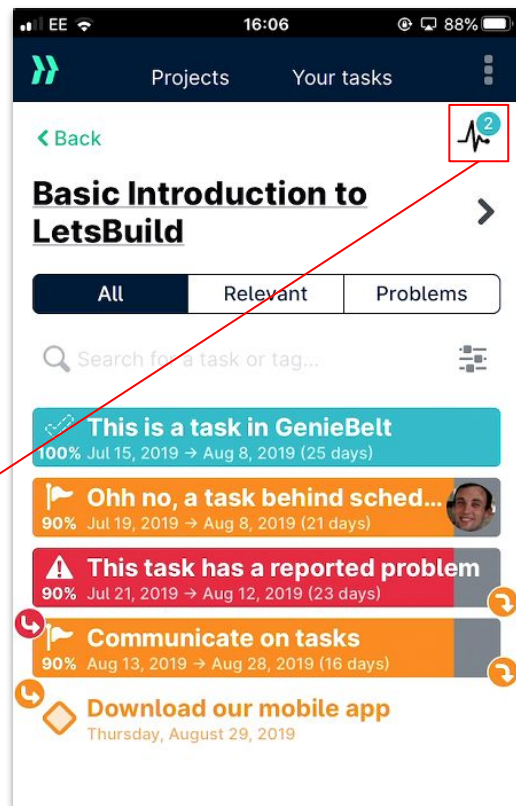 EE 16:06 88%
Projects Your tasks
Back
2
Basic Introduction to
LetsBuild
All Relevant Problems
Search for a task or tag...
This is a task in GenieBelt
100% Jul 15, 2019 → Aug 8, 2019 (25 days)
Ohh no, a task behind sched...
90% Jul 19, 2019 → Aug 8, 2019 (21 days)
This task has a reported problem
90% Jul 21, 2019 → Aug 12, 2019 (23 days)
Communicate on tasks
90% Aug 13, 2019 → Aug 28, 2019 (16 days)
Download our mobile app
Thursday, August 29, 2019